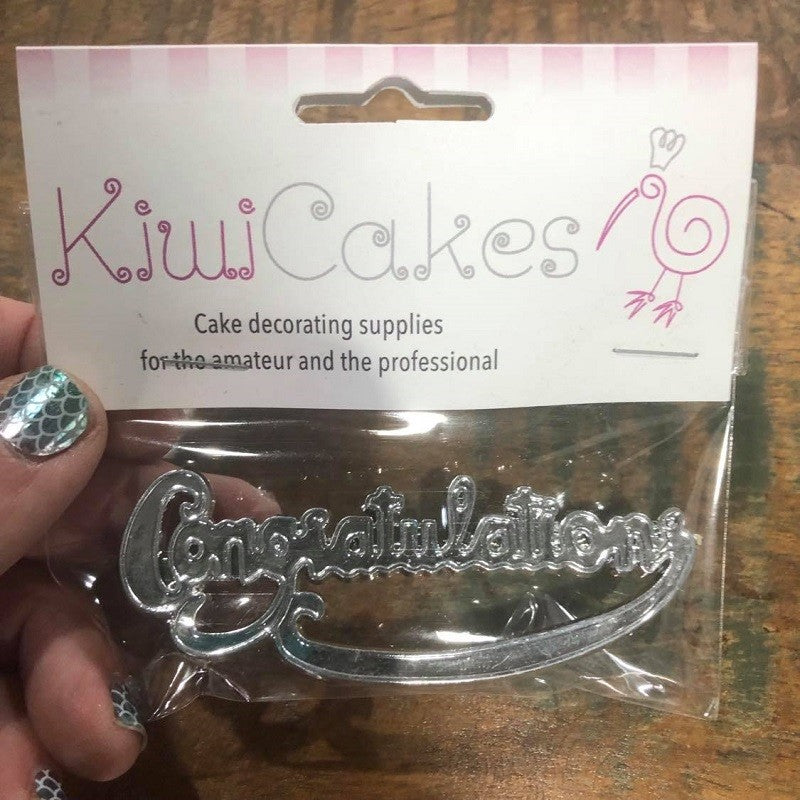 KiwiCakes
Cake decorating supplies
for the amateur and the professional
Congratulations